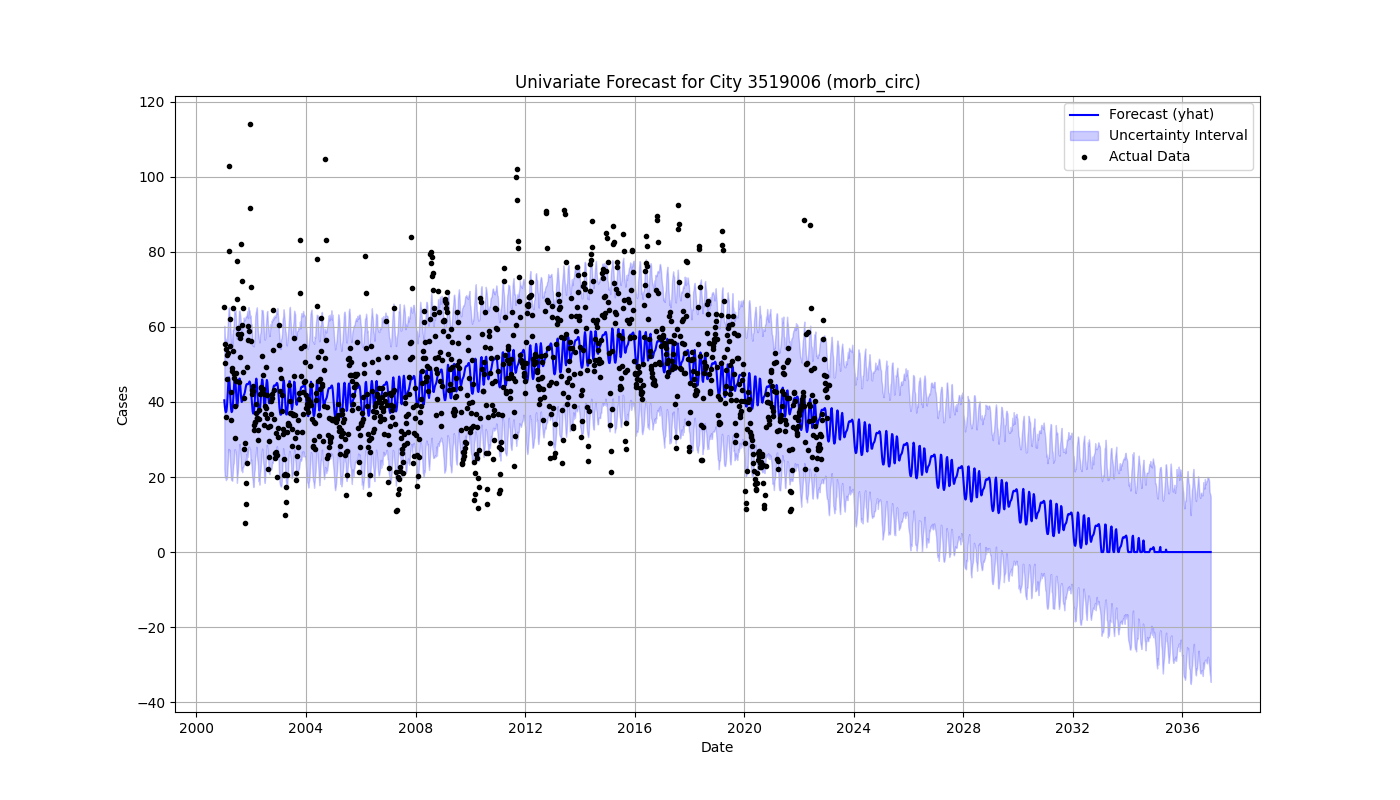 Univariate Forecast for City 3519006 (morb_circ)
Forecast (yhat)
Uncertainty Interval
Actual Data
120
100
80
60
40
20
0
−20
−40
Cases
2000 2004 2008 2012 2016 2020 2024 2028 2032 2036
Date